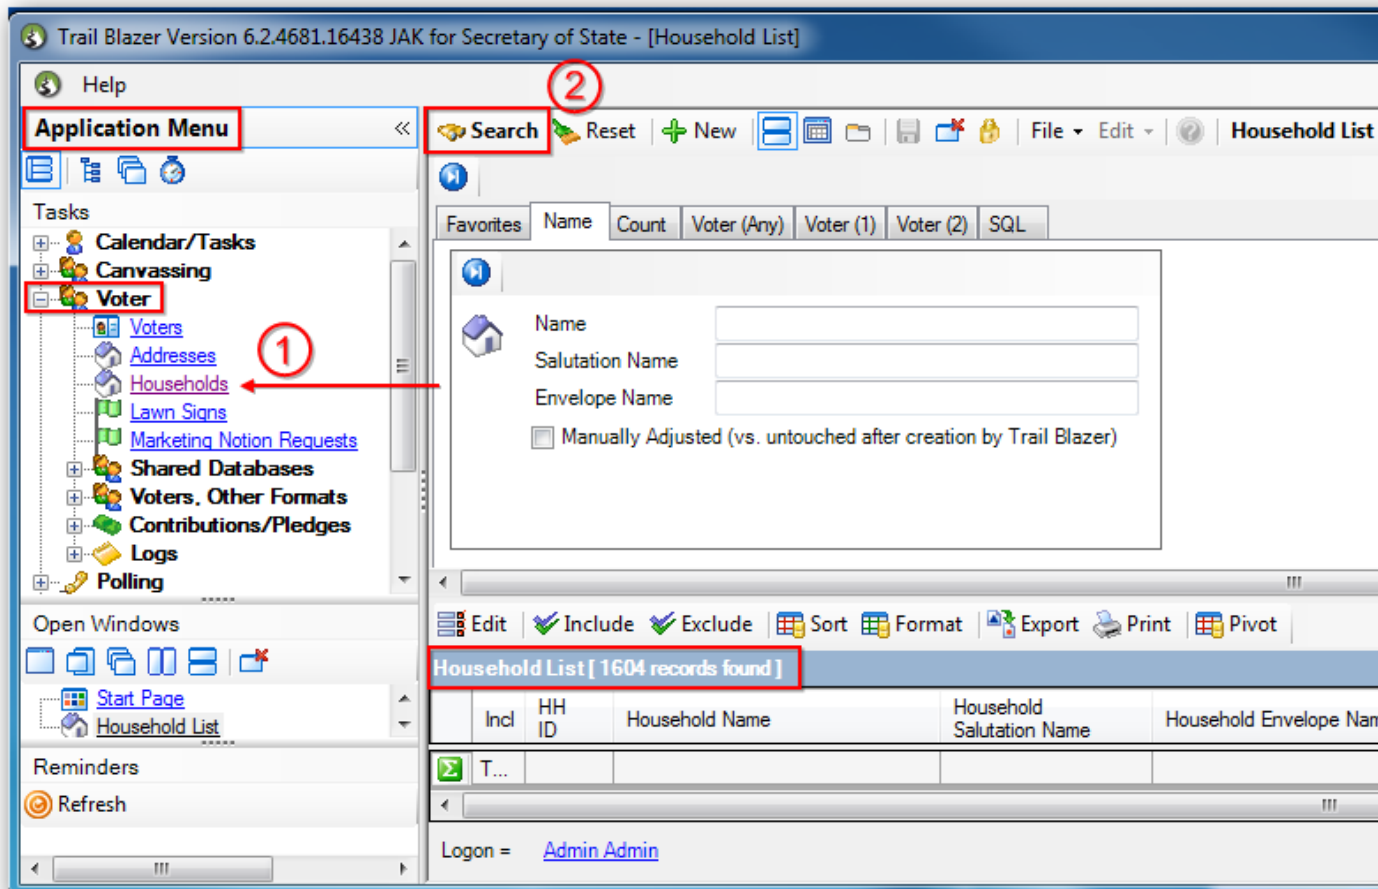 Trail Blazer Version 6.2.4681.16438 JAK for Secretary of State - [Household List]
Help
2
Application Menu «
Search Reset New File Edit Household List
Tasks
Favorites Name Count Voter (Any) Voter (1) Voter (2) SQL
Calendar/Tasks
Canvassing
Voter
Voters
Addresses
Households
Lawn Signs
Marketing Notion Requests
Shared Databases
Voters, Other Formats
Contributions/Pledges
Logs
Polling
1
Name
Salutation Name
Envelope Name
Manually Adjusted (vs. untouched after creation by Trail Blazer)
Open Windows
Start Page
Household List
Reminders
Refresh
Edit Include Exclude Sort Format Export Print Pivot
Household List [ 1604 records found ]
Incl HH ID Household Name Household Salutation Name Household Envelope Nam
Σ T...
Logon = Admin Admin